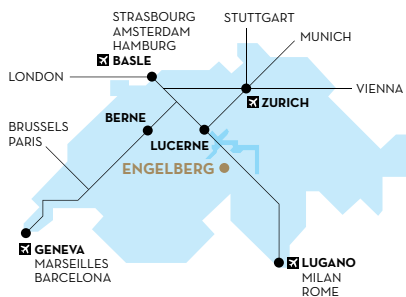 STRASBOURG
AMSTERDAM
HAMBURG
BASLE
STUTTGART
MUNICH
LONDON
VIENNA
ZURICH
BERNE
BRUSSELS
PARIS
LUCERNE
ENGELBERG
GENEVA
MARSEILLES
BARCELONA
LUGANO
MILAN
ROME